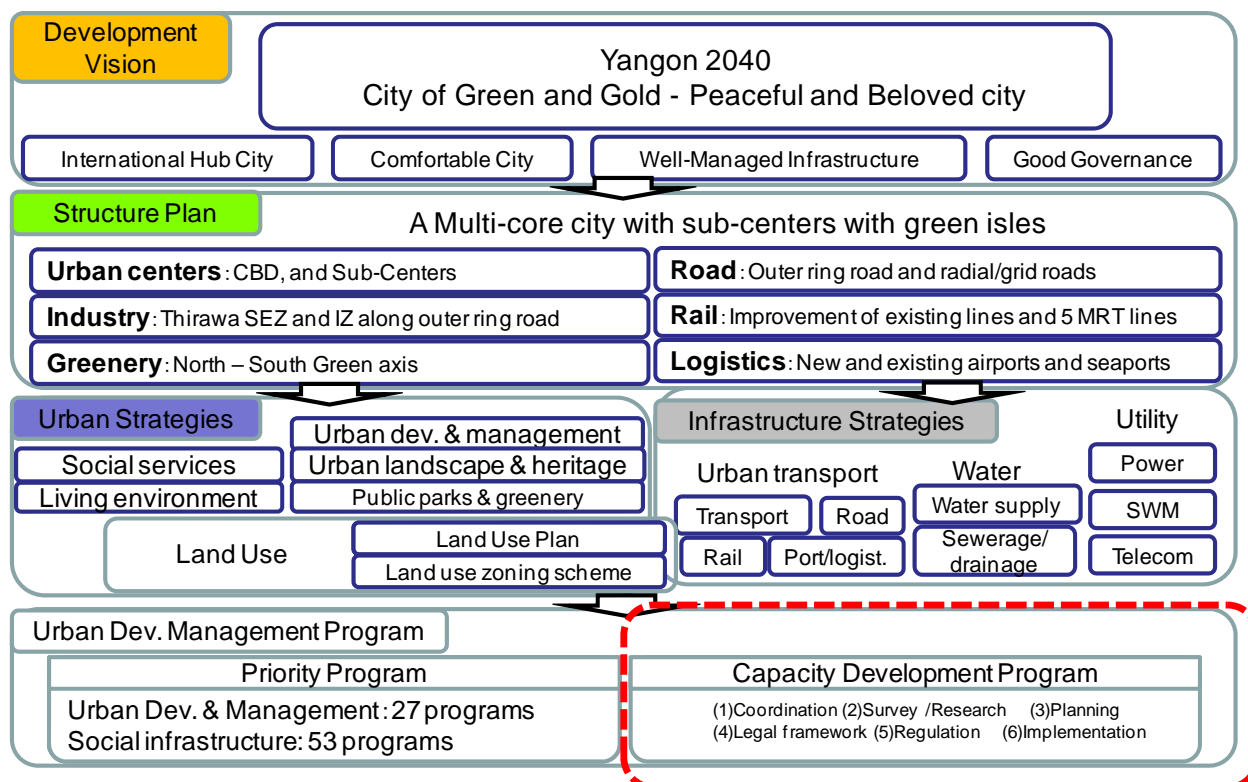 Development
Vision
Yangon 2040
City of Green and Gold - Peaceful and Beloved city
International Hub City
Comfortable City
Well-Managed Infrastructure
Good Governance
Structure Plan
A Multi-core city with sub-centers with green isles
Urban centers : CBD, and Sub-Centers
Industry : Thirawa SEZ and IZ along outer ring road
Greenery : North – South Green axis
Road : Outer ring road and radial/grid roads
Rail : Improvement of existing lines and 5 MRT lines
Logistics : New and existing airports and seaports
Urban Strategies
Urban dev. & management
Social services
Urban landscape & heritage
Living environment
Public parks & greenery
Land Use
Land Use Plan
Land use zoning scheme
Infrastructure Strategies
Urban transport
Transport
Road
Rail
Port/logist.
Water
Water supply
Sewerage/
drainage
Utility
Power
SWM
Telecom
Urban Dev. Management Program
Priority Program
Urban Dev. & Management : 27 programs
Social infrastructure: 53 programs
Capacity Development Program
(1)Coordination (2)Survey /Research (3)Planning
(4)Legal framework (5)Regulation (6)Implementation